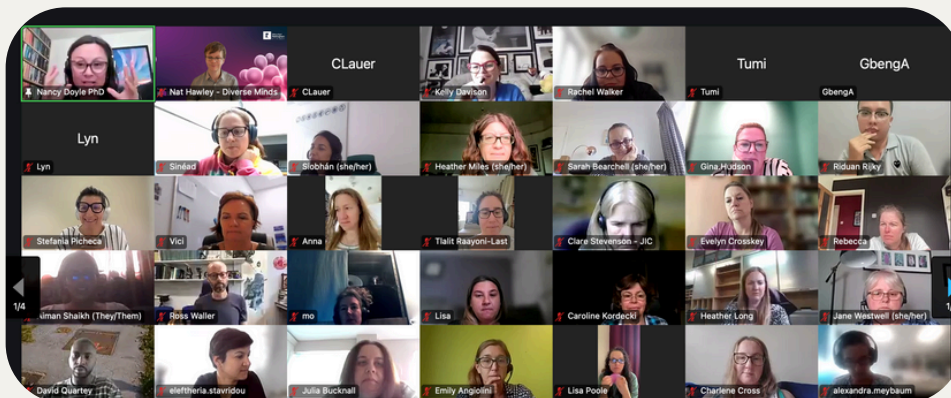 Nancy Doyle PhD
Nat Hawley - Diverse Minds
CLauer
CLauer
Kelly Davison
Rachel Walker
Tumi
Tumi
GbengA
GbengA
Lyn
Lyn
Sinéad
Siobhán (she/her)
Heather Miles (she/her)
Sarah Bearchell (she/her)
Gina Hudson
Riduan Rijky
Stefania Picheca
Vici
Anna
Tlalit Raayoni-Last
Clare Stevenson - JIC
Evelyn Crosskey
Rebecca
1/4
Aiman Shaikh (They/Them)
Ross Waller
mo
Lisa
Caroline Kordecki
Heather Long
Jane Westwell (she/her)
David Quartey
eleftheria.stavridou
Julia Bucknall
Emily Angiolini
Lisa Poole
Charlene Cross
alexandra.meybaum